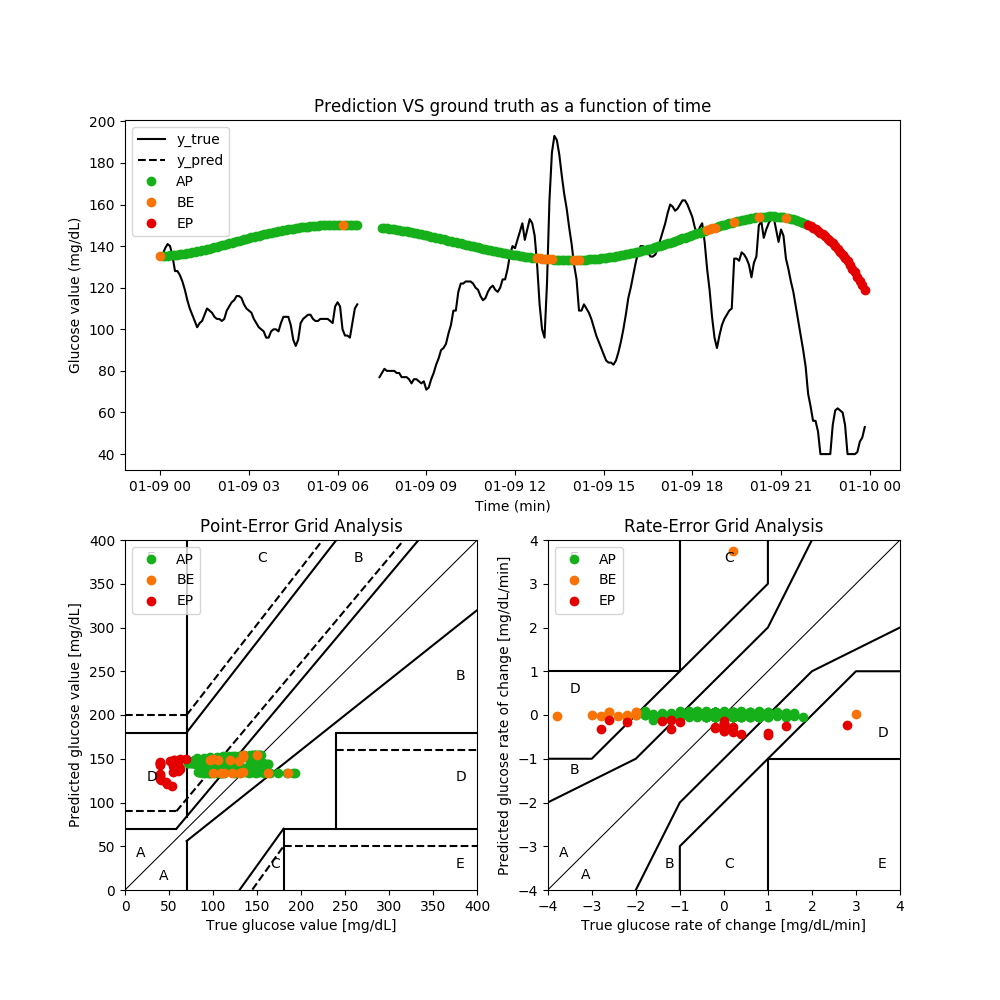 Prediction VS ground truth as a function of time
200
180
160
140
120
100
80
60
40
Glucose value (mg/dL)
y_true
y_pred
AP
BE
EP
01-09 00 01-09 03 01-09 06 01-09 09 01-09 12 01-09 15 01-09 18 01-09 21 01-10 00
Time (min)
Point-Error Grid Analysis
400
350
300
250
200
150
100
50
0
Predicted glucose value [mg/dL]
AP
BE
EP
C
B
B
D
D
A
A
C
E
0 50 100 150 200 250 300 350 400
True glucose value [mg/dL]
Rate-Error Grid Analysis
4
3
2
1
0
−1
−2
−3
−4
Predicted glucose rate of change [mg/dL/min]
AP
BE
EP
C
D
D
B
A
A
B
C
E
−4 −3 −2 −1 0 1 2 3 4
True glucose rate of change [mg/dL/min]